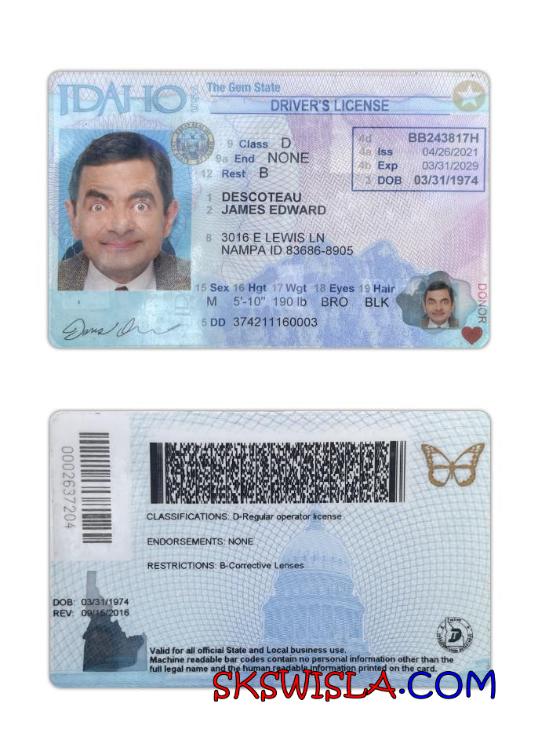 IDAHO
USA
The Gem State
DRIVER'S LICENSE
9 Class D
9a End NONE
12 Rest B
4d BB243817H
4a Iss 04/26/2021
4b Exp 03/31/2029
3 DOB 03/31/1974
1 DESCOTEAU
2 JAMES EDWARD
8 3016 E LEWIS LN
NAMPA ID 83686-8905
15 Sex 16 Hgt 17 Wgt 18 Eyes 19 Hair
M 5'-10" 190 lb BRO BLK
5 DD 374211160003
DONOR
0002637204
CLASSIFICATIONS: D-Regular operator license
ENDORSEMENTS: NONE
RESTRICTIONS: B-Corrective Lenses
DOB: 03/31/1974
REV: 09/15/2016
Valid for all official State and Local business use.
Machine readable bar codes contain no personal information other than the
full legal name and the human readable information printed on the card.
SKSWISLA.COM